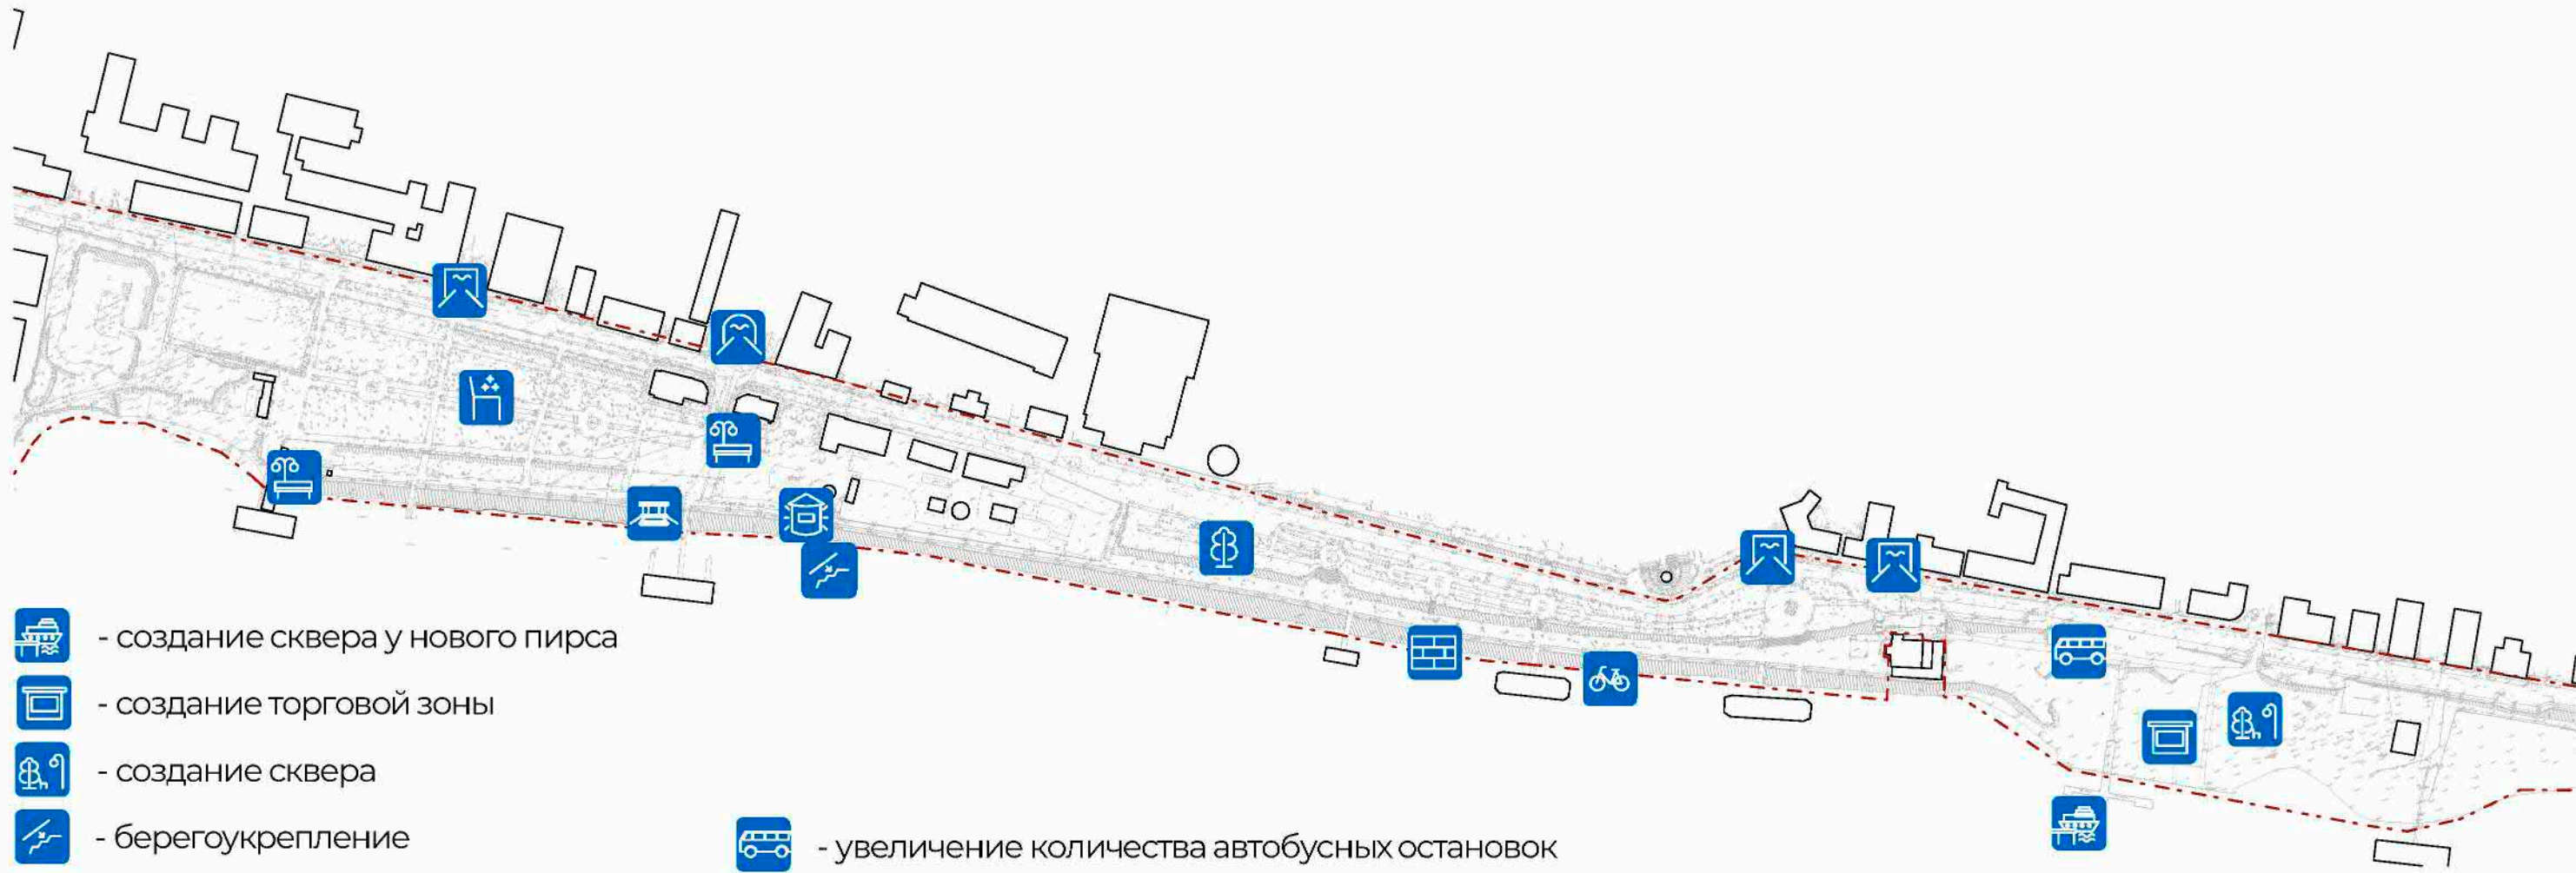 - создание сквера у нового пирса
- создание торговой зоны
- создание сквера
- берегоукрепление
- увеличение количества автобусных остановок